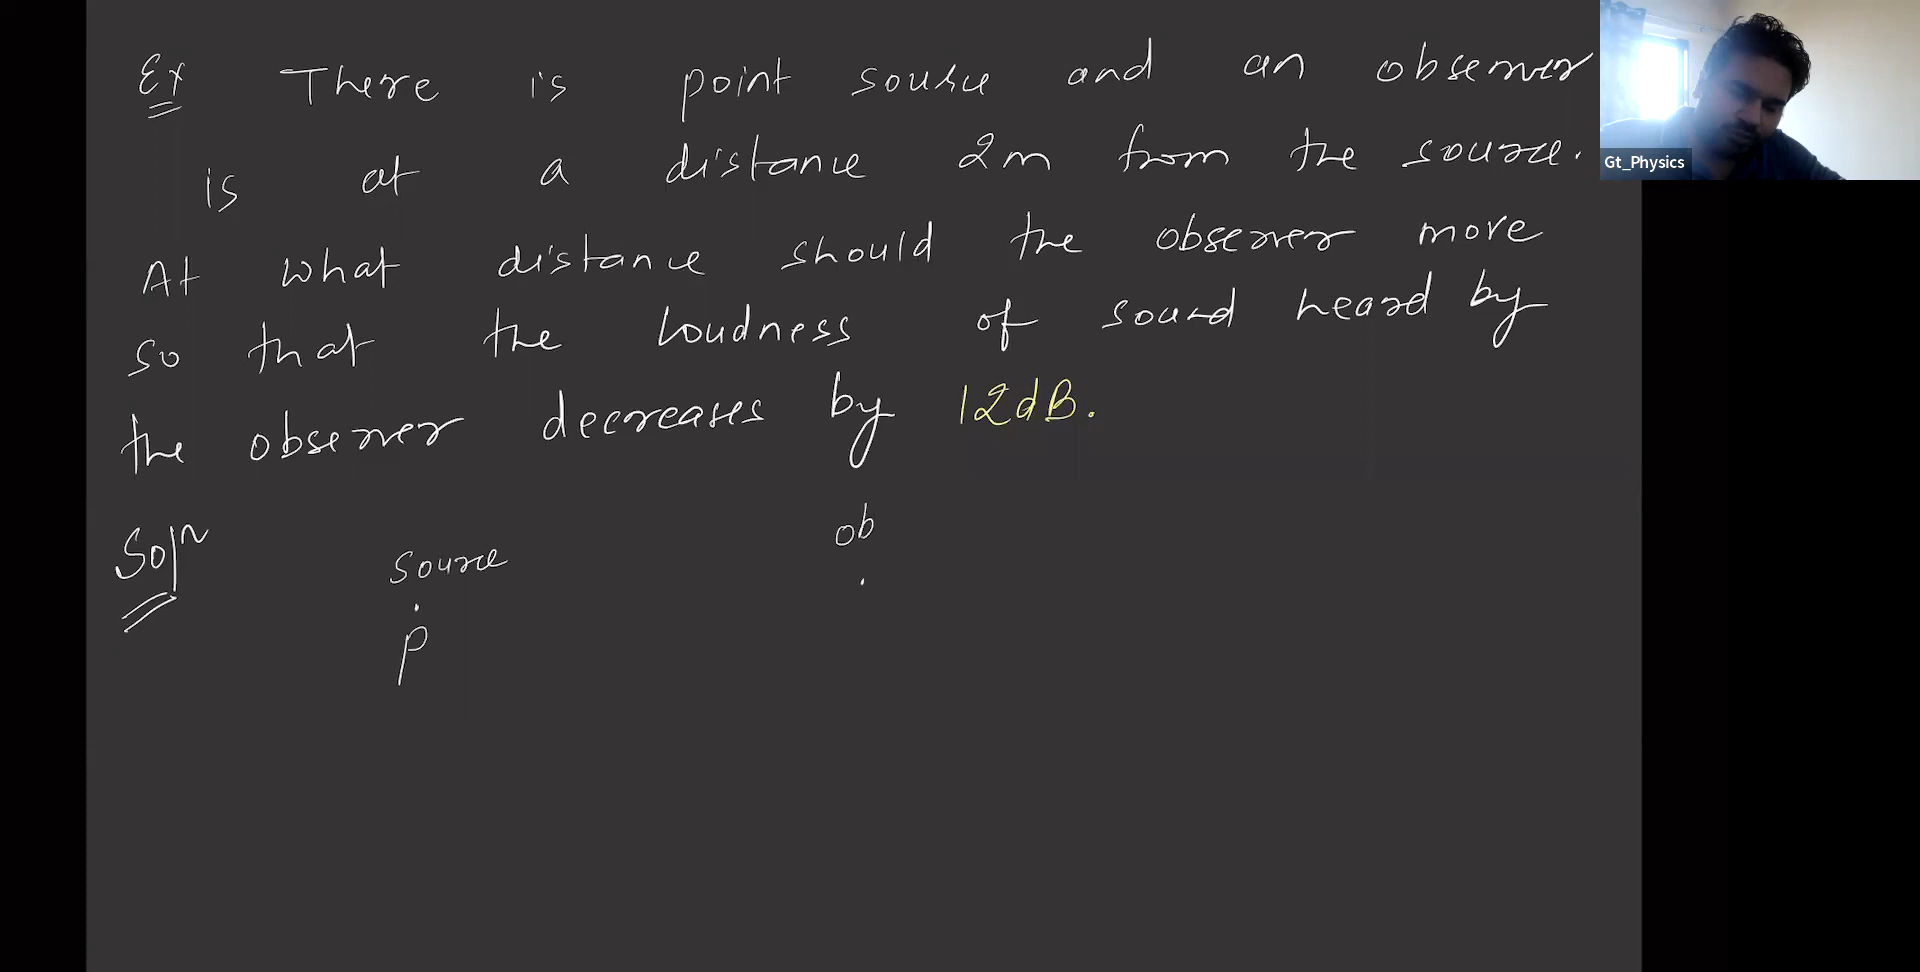 Ex There is point source and an observer
is at a distance 2m from the source.
At what distance should the observer move
so that the loudness of sound heard by
the observer decreases by 12dB.
Soln
source
ob
P
Gt_Physics